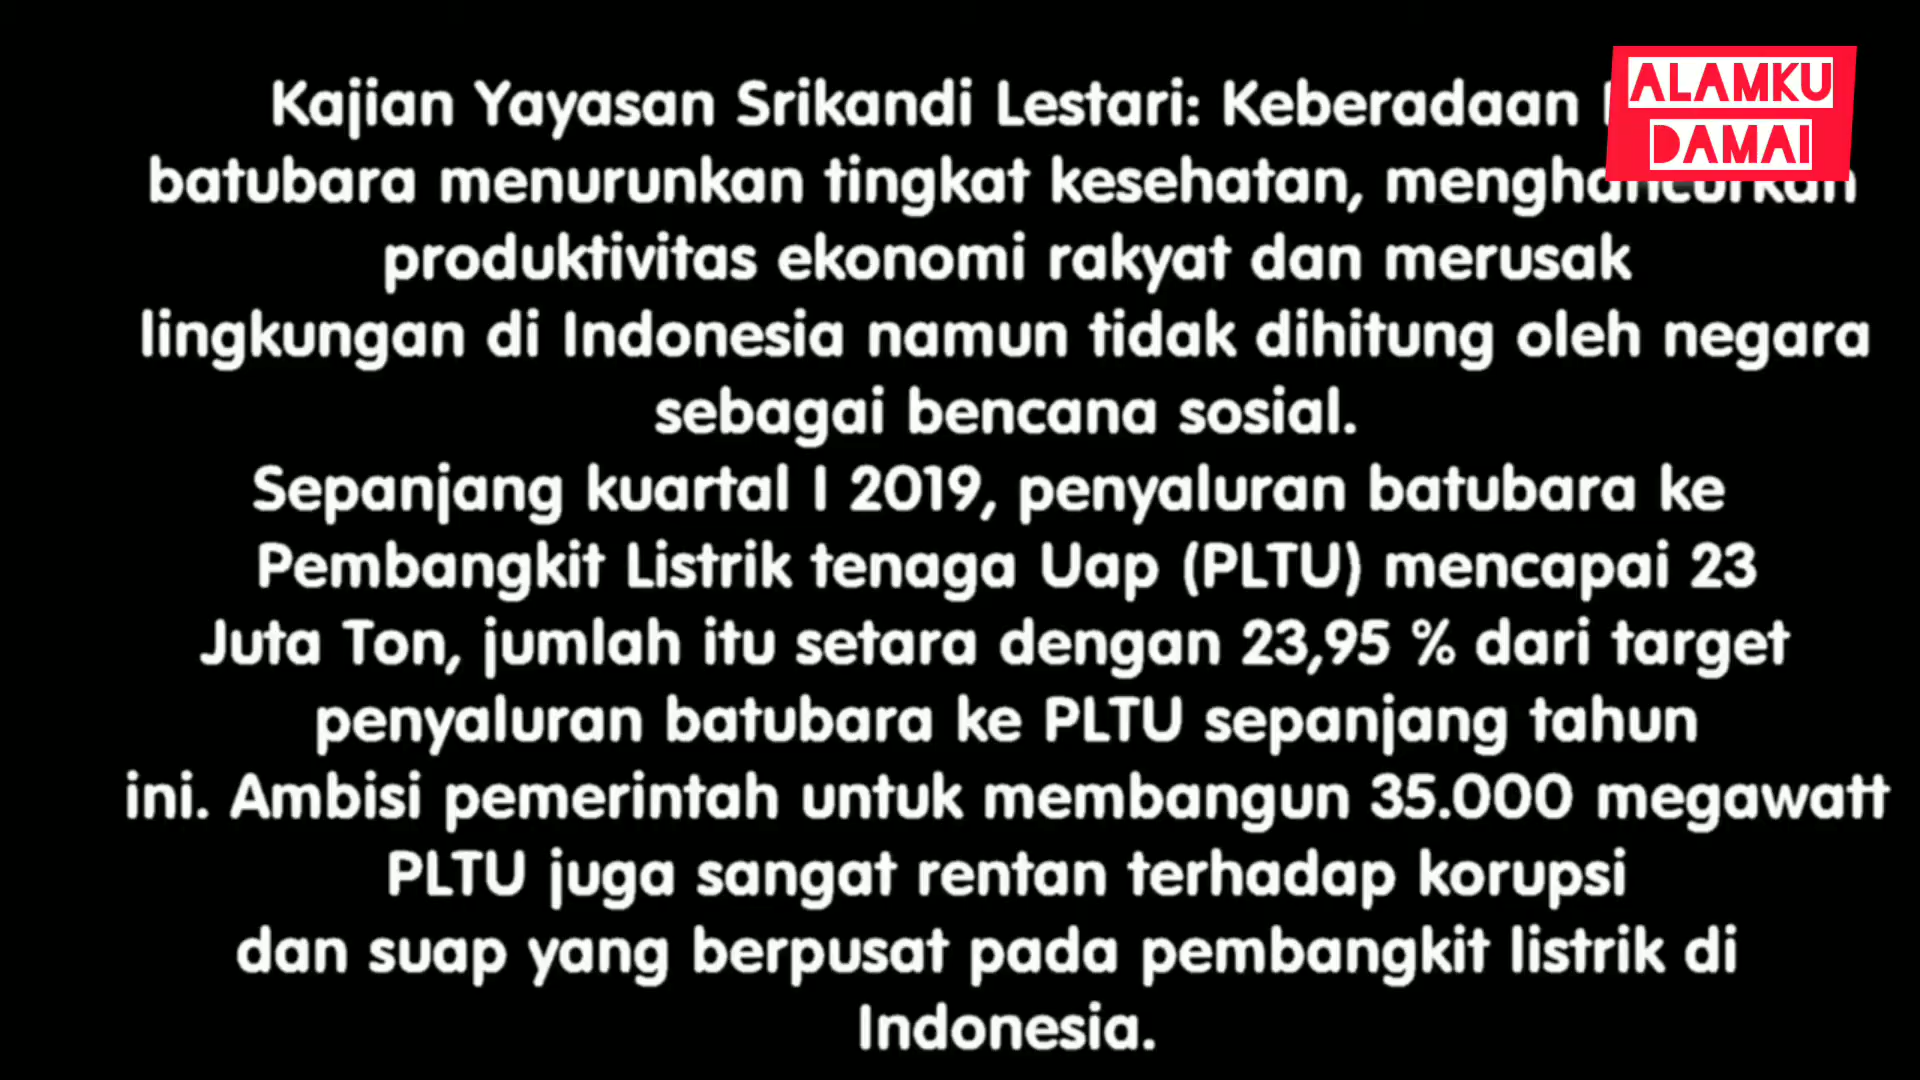 Kajian Yayasan Srikandi Lestari: Keberadaan
batubara menurunkan tingkat kesehatan, menghancurkan
produktivitas ekonomi rakyat dan merusak
lingkungan di Indonesia namun tidak dihitung oleh negara
sebagai bencana sosial.
Sepanjang kuartal I 2019, penyaluran batubara ke
Pembangkit Listrik tenaga Uap (PLTU) mencapai 23
Juta Ton, jumlah itu setara dengan 23,95 % dari target
penyaluran batubara ke PLTU sepanjang tahun
ini. Ambisi pemerintah untuk membangun 35.000 megawatt
PLTU juga sangat rentan terhadap korupsi
dan suap yang berpusat pada pembangkit listrik di
Indonesia.
ALAMKU
DAMAI